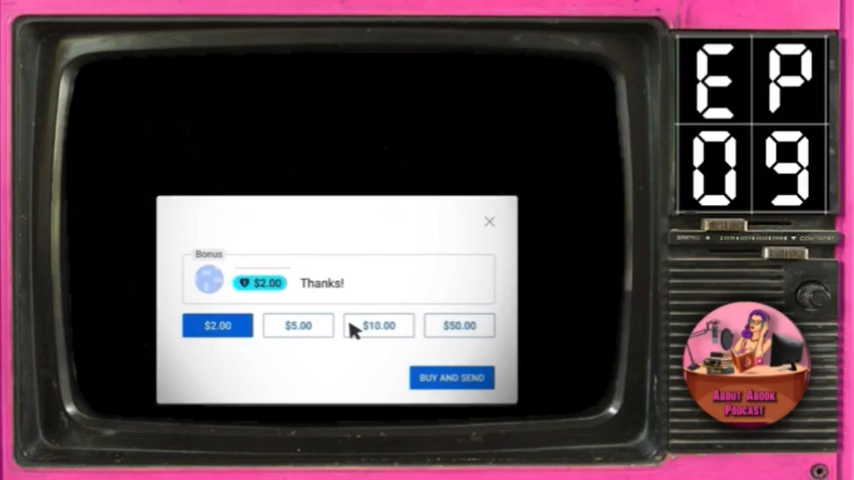 EP
09
Bonus
$2.00 Thanks!
$2.00 $5.00 $10.00 $50.00
BUY AND SEND
About Abook
Podcast